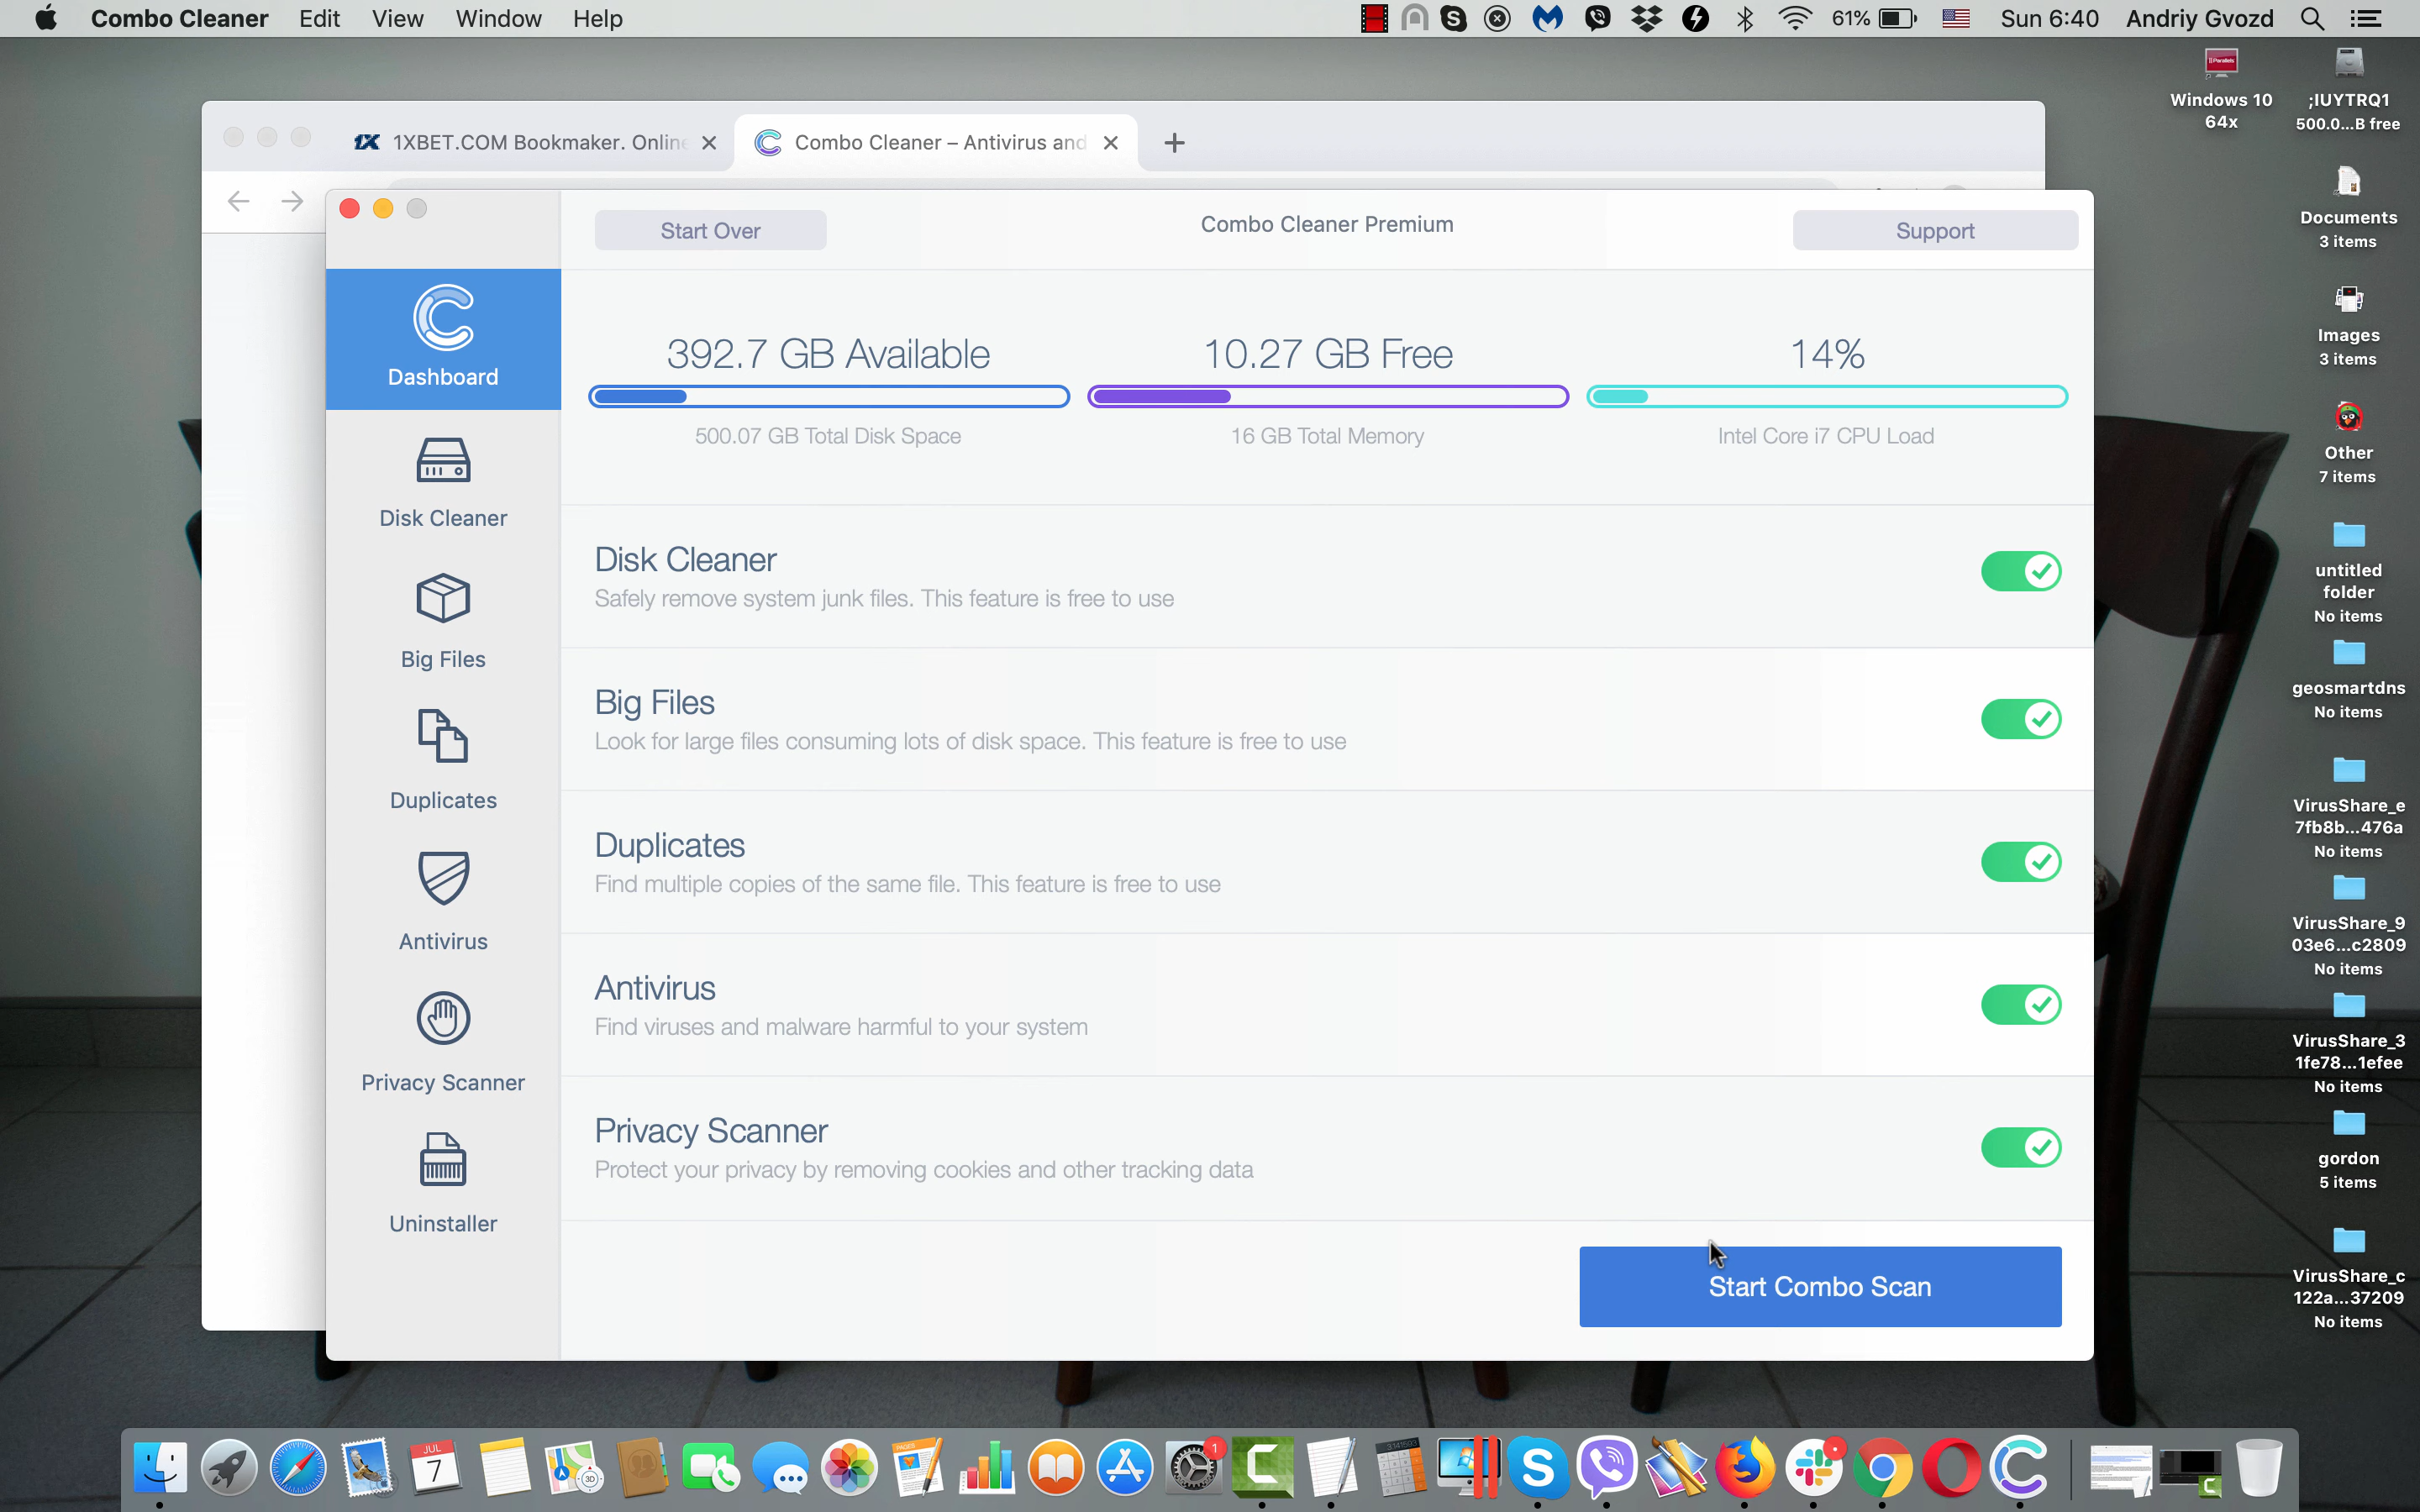 Combo Cleaner Edit View Window Help
61% Sun 6:40 Andriy Gvozd
1XBET.COM Bookmaker. Online
Combo Cleaner – Antivirus and
Start Over
Combo Cleaner Premium
Support
Dashboard
Disk Cleaner
Big Files
Duplicates
Antivirus
Privacy Scanner
Uninstaller
392.7 GB Available
500.07 GB Total Disk Space
10.27 GB Free
16 GB Total Memory
14%
Intel Core i7 CPU Load
Disk Cleaner
Safely remove system junk files. This feature is free to use
Big Files
Look for large files consuming lots of disk space. This feature is free to use
Duplicates
Find multiple copies of the same file. This feature is free to use
Antivirus
Find viruses and malware harmful to your system
Privacy Scanner
Protect your privacy by removing cookies and other tracking data
Start Combo Scan
Windows 10
64x
;IUYTRQ1
500.0...B free
Documents
3 items
Images
3 items
Other
7 items
untitled
folder
No items
geosmartdns
No items
VirusShare_e
7fb8b...476a
No items
VirusShare_9
03e6...c2809
No items
VirusShare_3
1fe78...1efee
No items
gordon
5 items
VirusShare_c
122a...37209
No items
JUL
7
3D
PAGES
1